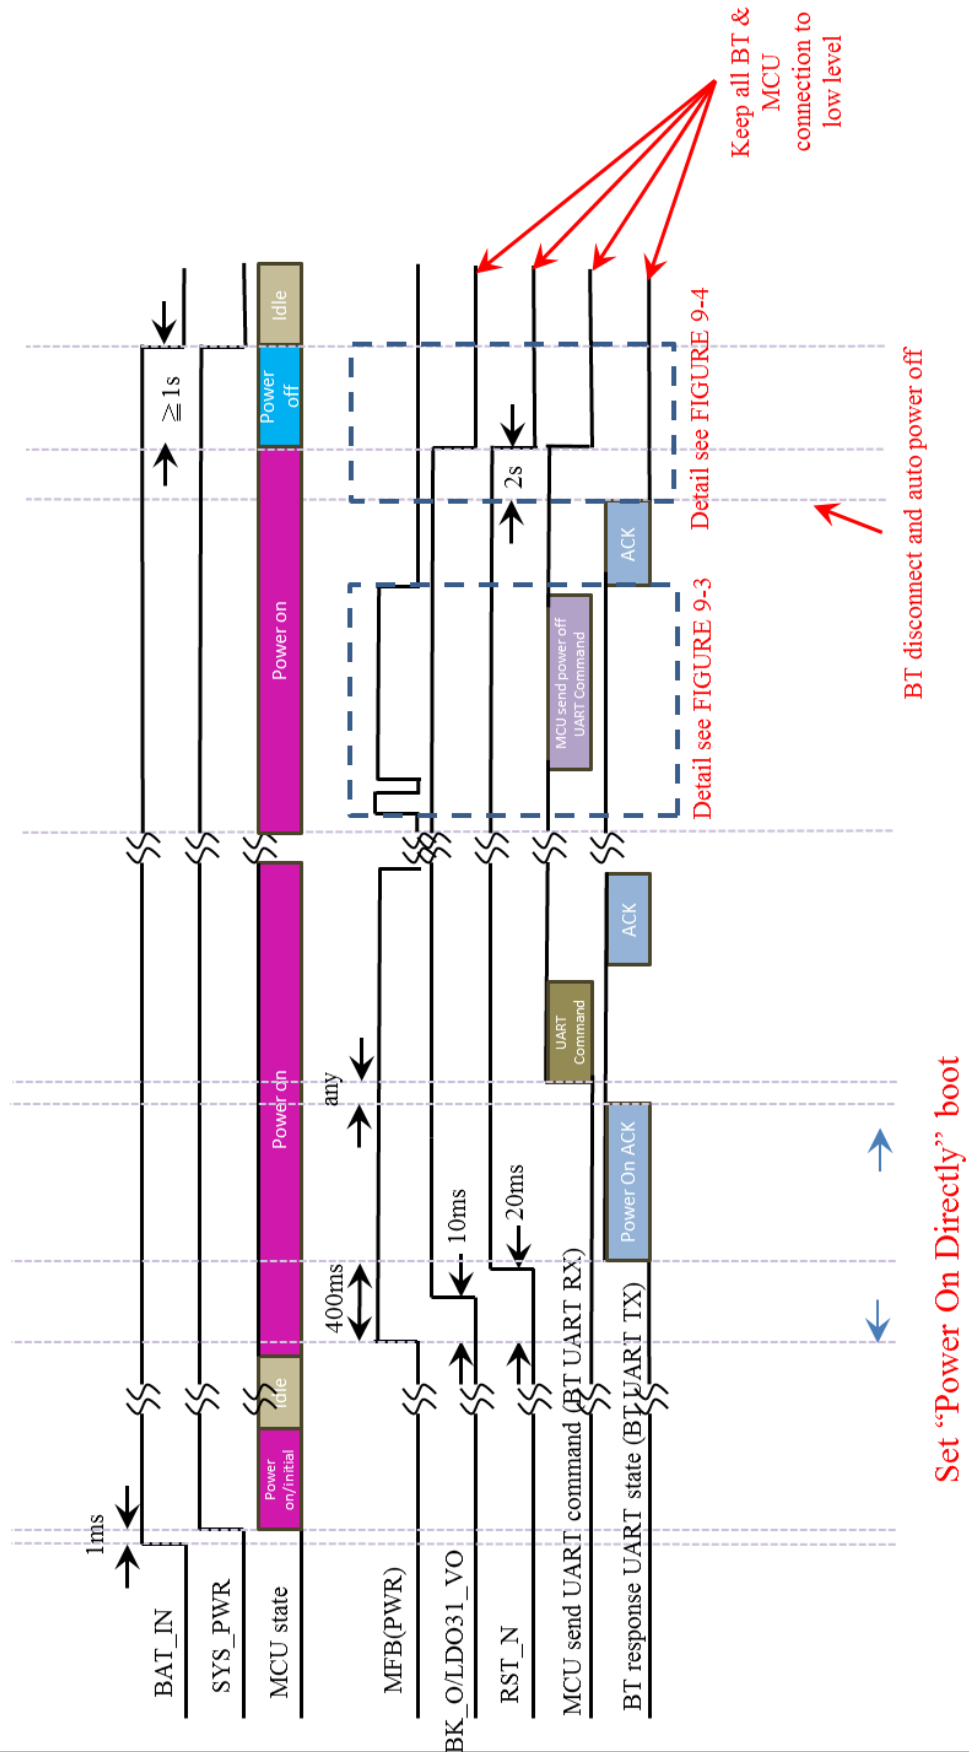 1ms
BAT_IN
≧1s
SYS_PWR
MCU state
Power
on/initial
Idle
Power on
Power on
Power
off
Idle
400ms
any
MFB(PWR)
BK_O/LDO31_VO
10ms
RST_N
20ms
2s
MCU send UART command (BT UART RX)
UART
Command
MCU send power off
UART Command
BT response UART state (BT UART TX)
Power On ACK
ACK
ACK
Detail see FIGURE 9-3
Detail see FIGURE 9-4
Keep all BT &
MCU
connection to
low level
BT disconnect and auto power off
Set “Power On Directly” boot